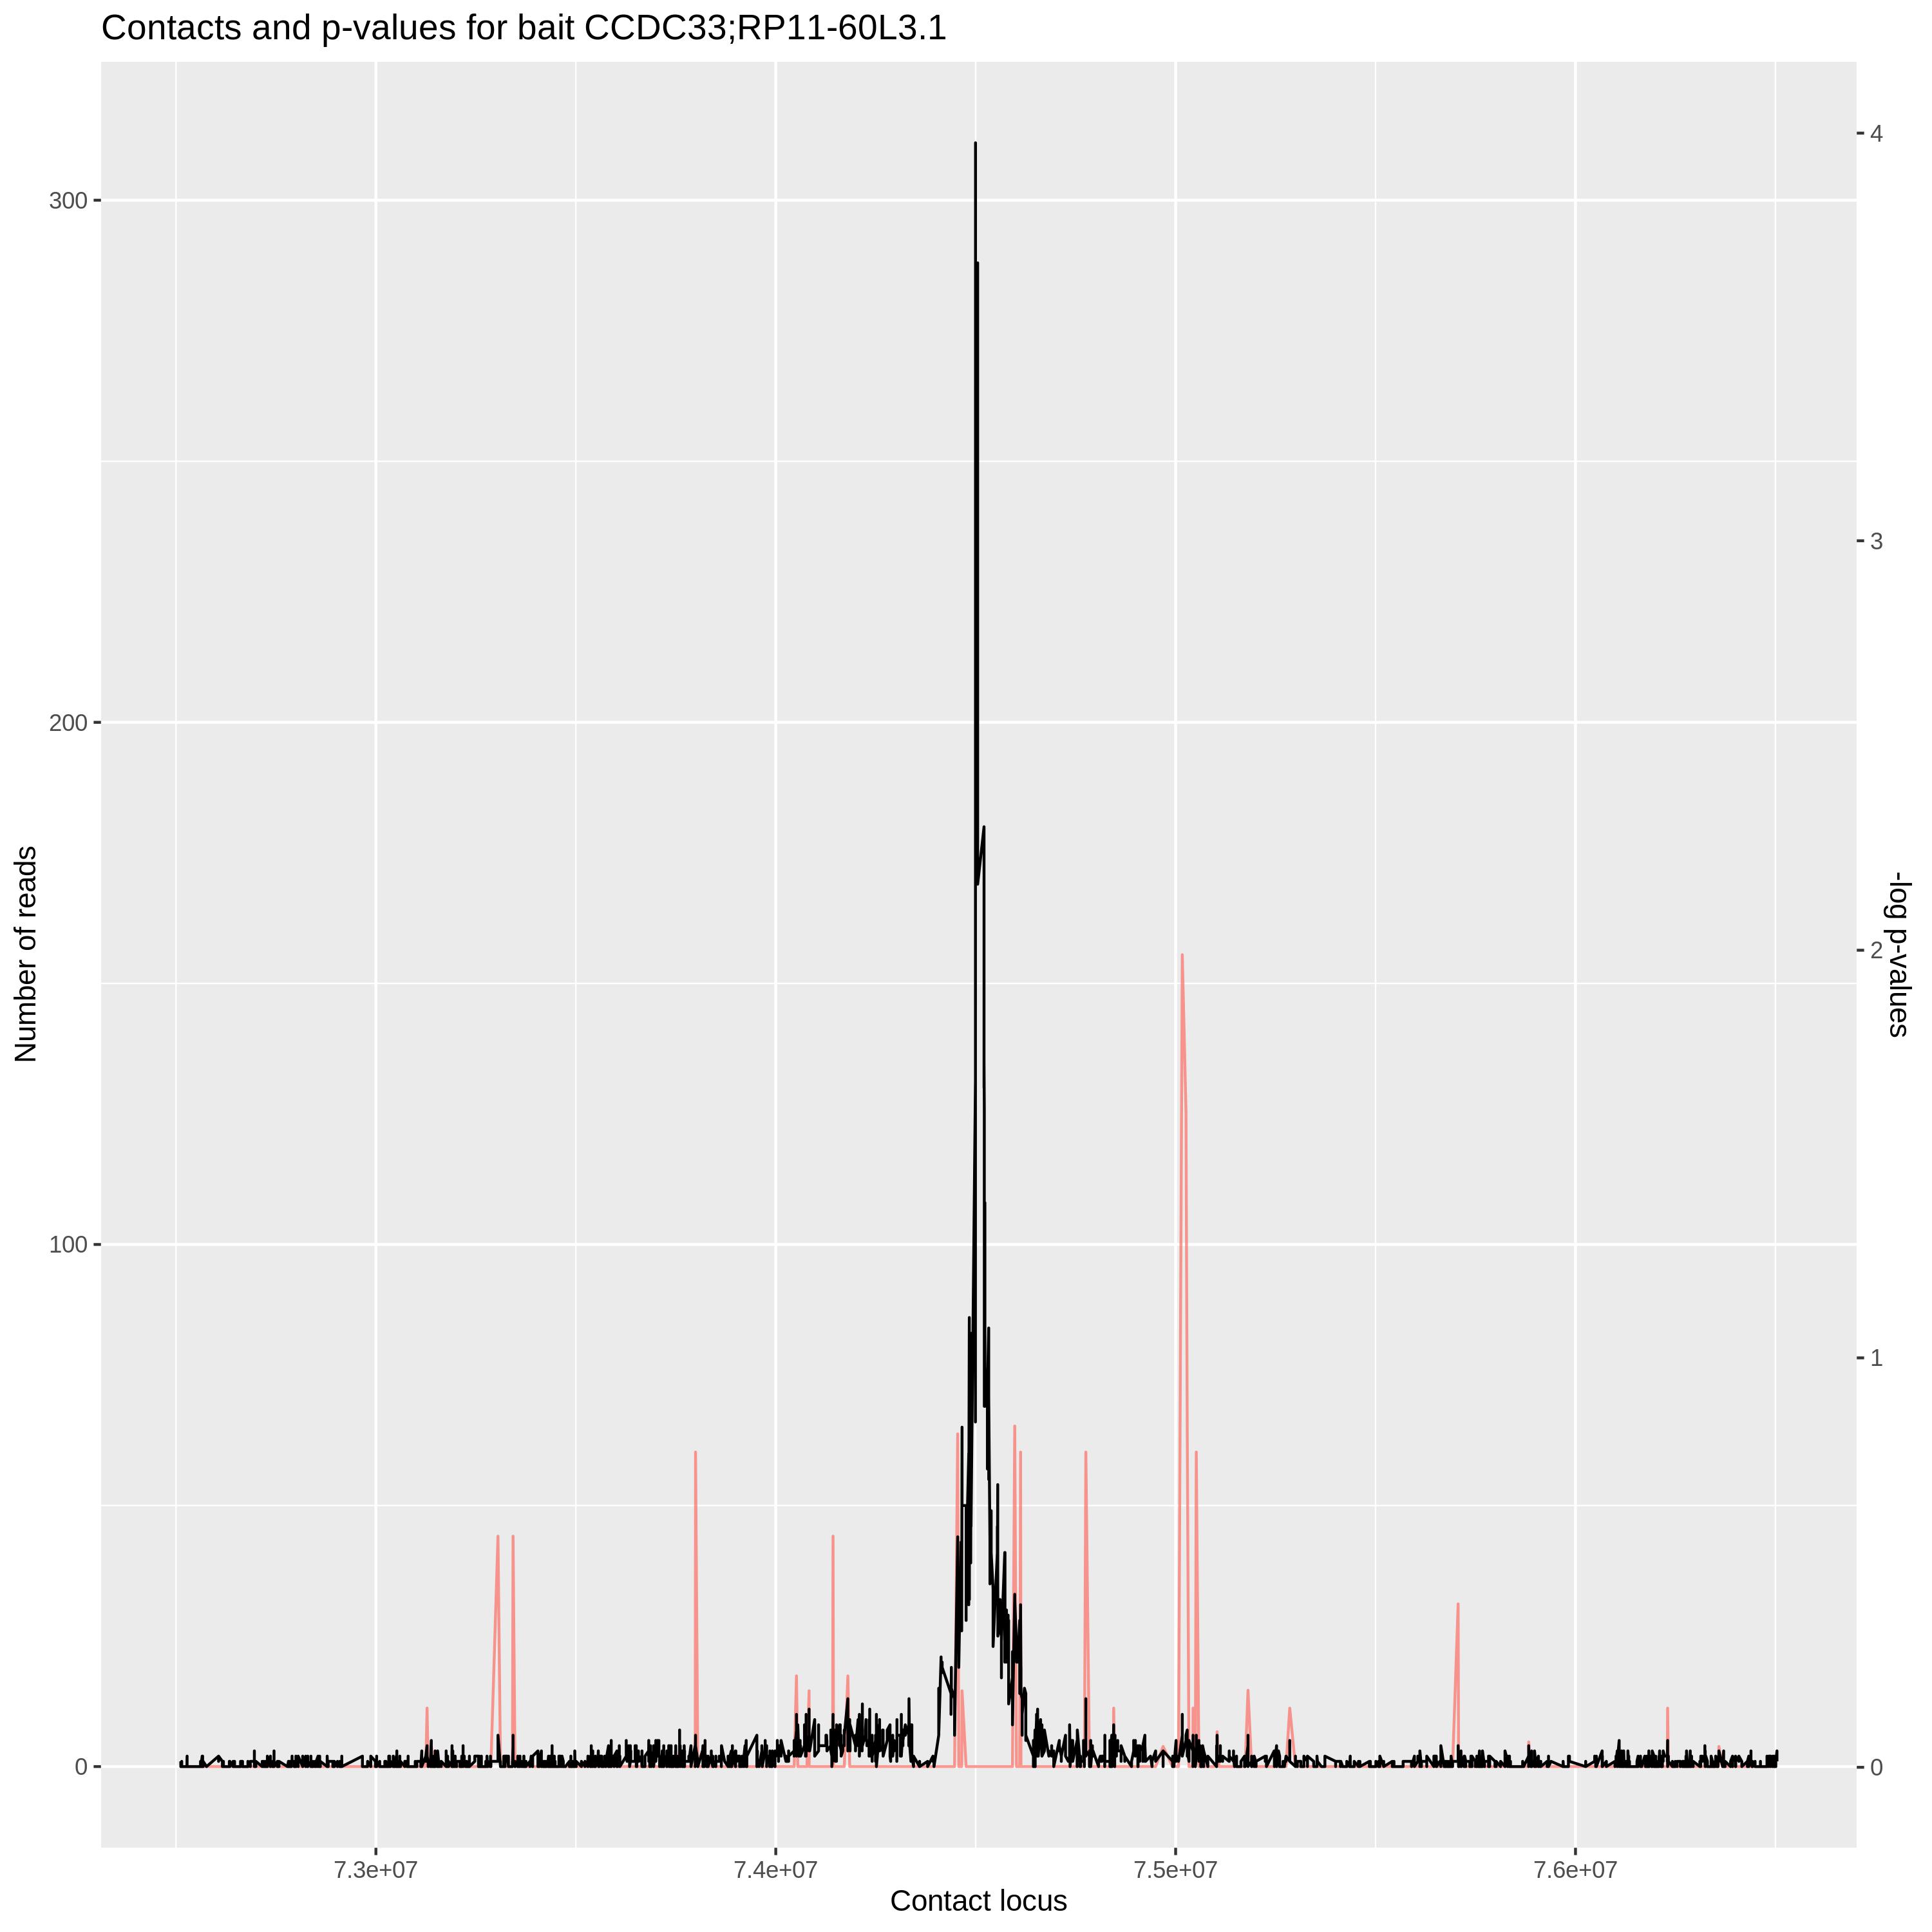 Contacts and p-values for bait CCDC33;RP11-60L3.1
Number of reads
300
200
100
0
4
3
2
1
0
-log p-values
7.3e+07
7.4e+07
7.5e+07
7.6e+07
Contact locus